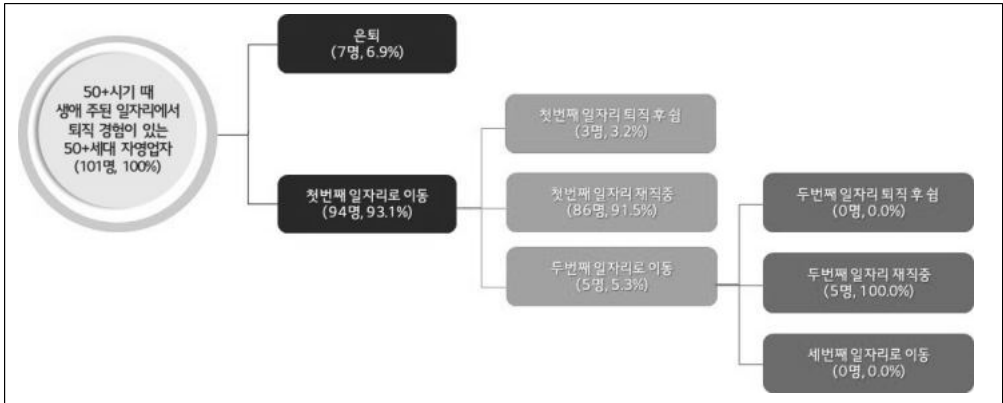 50+시기 때
생애 주된 일자리에서
퇴직 경험이 있는
50+세대 자영업자
(101명, 100%)
은퇴
(7명, 6.9%)
첫번째 일자리로 이동
(94명, 93.1%)
첫번째 일자리 퇴직 후 쉼
(3명, 3.2%)
첫번째 일자리 재직중
(86명, 91.5%)
두번째 일자리로 이동
(5명, 5.3%)
두번째 일자리 퇴직 후 쉼
(0명, 0.0%)
두번째 일자리 재직중
(5명, 100.0%)
세번째 일자리로 이동
(0명, 0.0%)